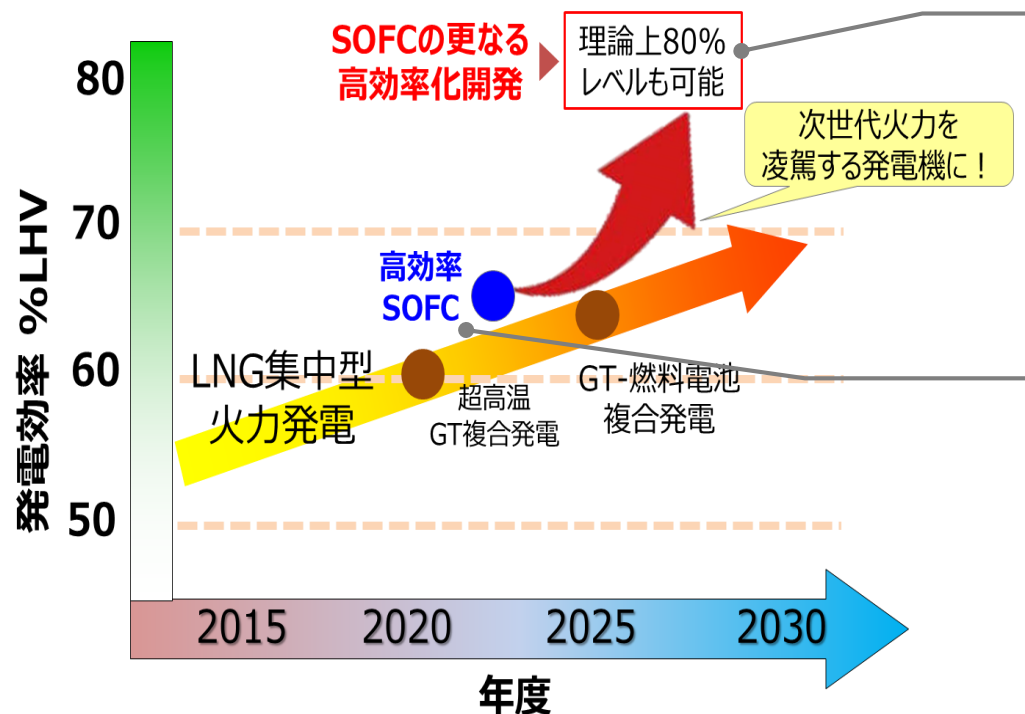 SOFCの更なる
高効率化開発
理論上80%
レベルも可能
次世代火力を
凌駕する発電機に！
発電効率 %LHV
80
70
60
50
高効率
SOFC
LNG集中型
火力発電
超高温
GT複合発電
GT-燃料電池
複合発電
2015
2020
2025
2030
年度